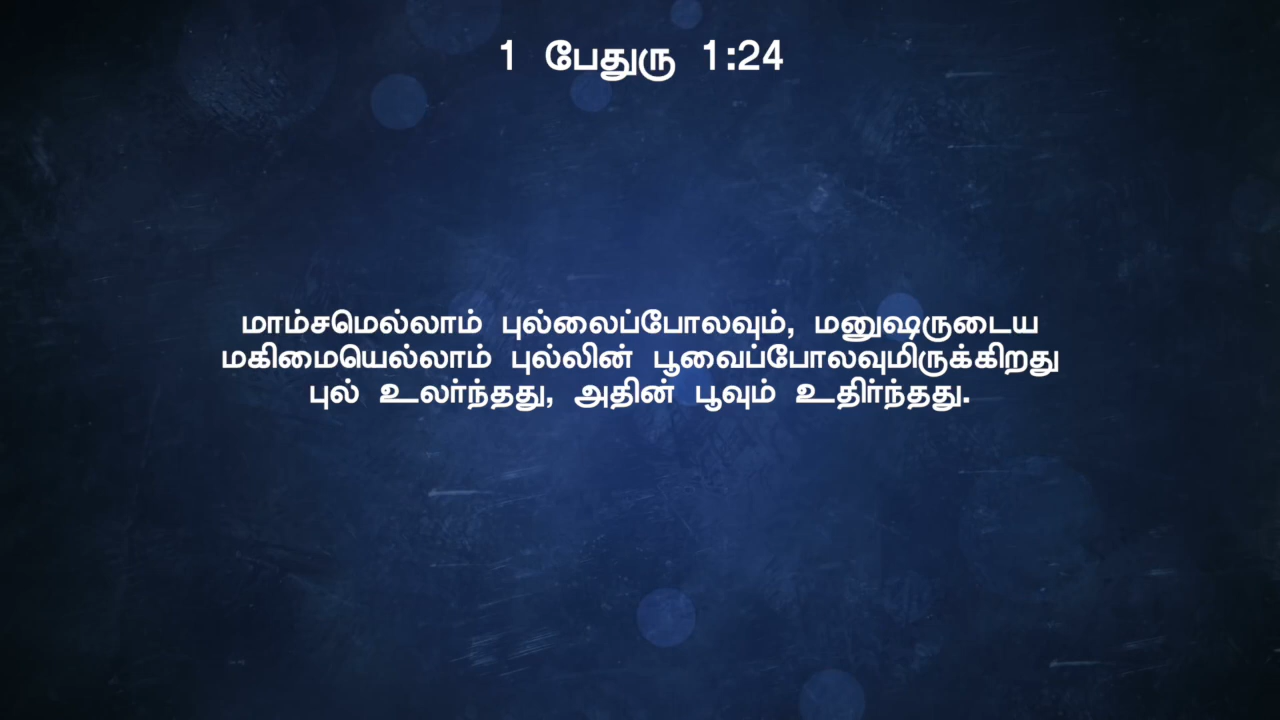 1 பேதுரு 1:24
மாம்சமெல்லாம் புல்லைப்போலவும், மனுஷருடைய
மகிமையெல்லாம் புல்லின் பூவைப்போலவுமிருக்கிறது
புல் உலர்ந்தது, அதின் பூவும் உதிர்ந்தது.